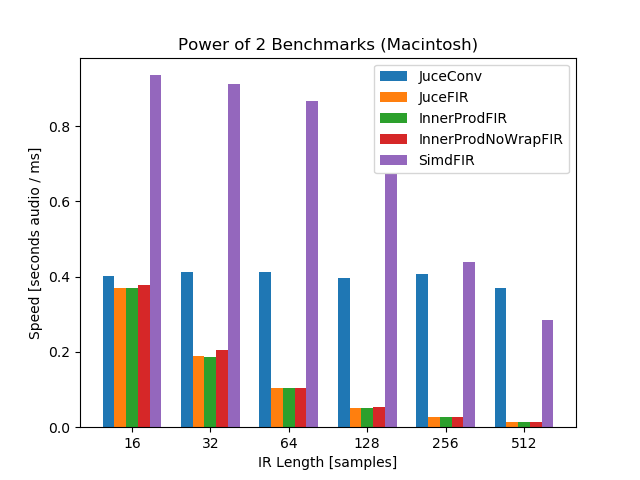 Power of 2 Benchmarks (Macintosh)
JuceConv
JuceFIR
InnerProdFIR
InnerProdNoWrapFIR
SimdFIR
Speed [seconds audio / ms]
0.8
0.6
0.4
0.2
0.0
16 32 64 128 256 512
IR Length [samples]